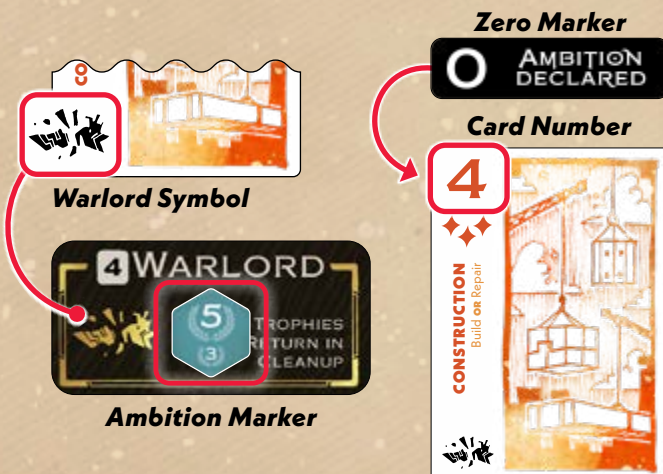 Zero Marker
0 AMBITION
DECLARED
Card Number
4
CONSTRUCTION
Build OR Repair
Warlord Symbol
4 WARLORD
5
3
TROPHIES
RETURN IN
CLEANUP
Ambition Marker